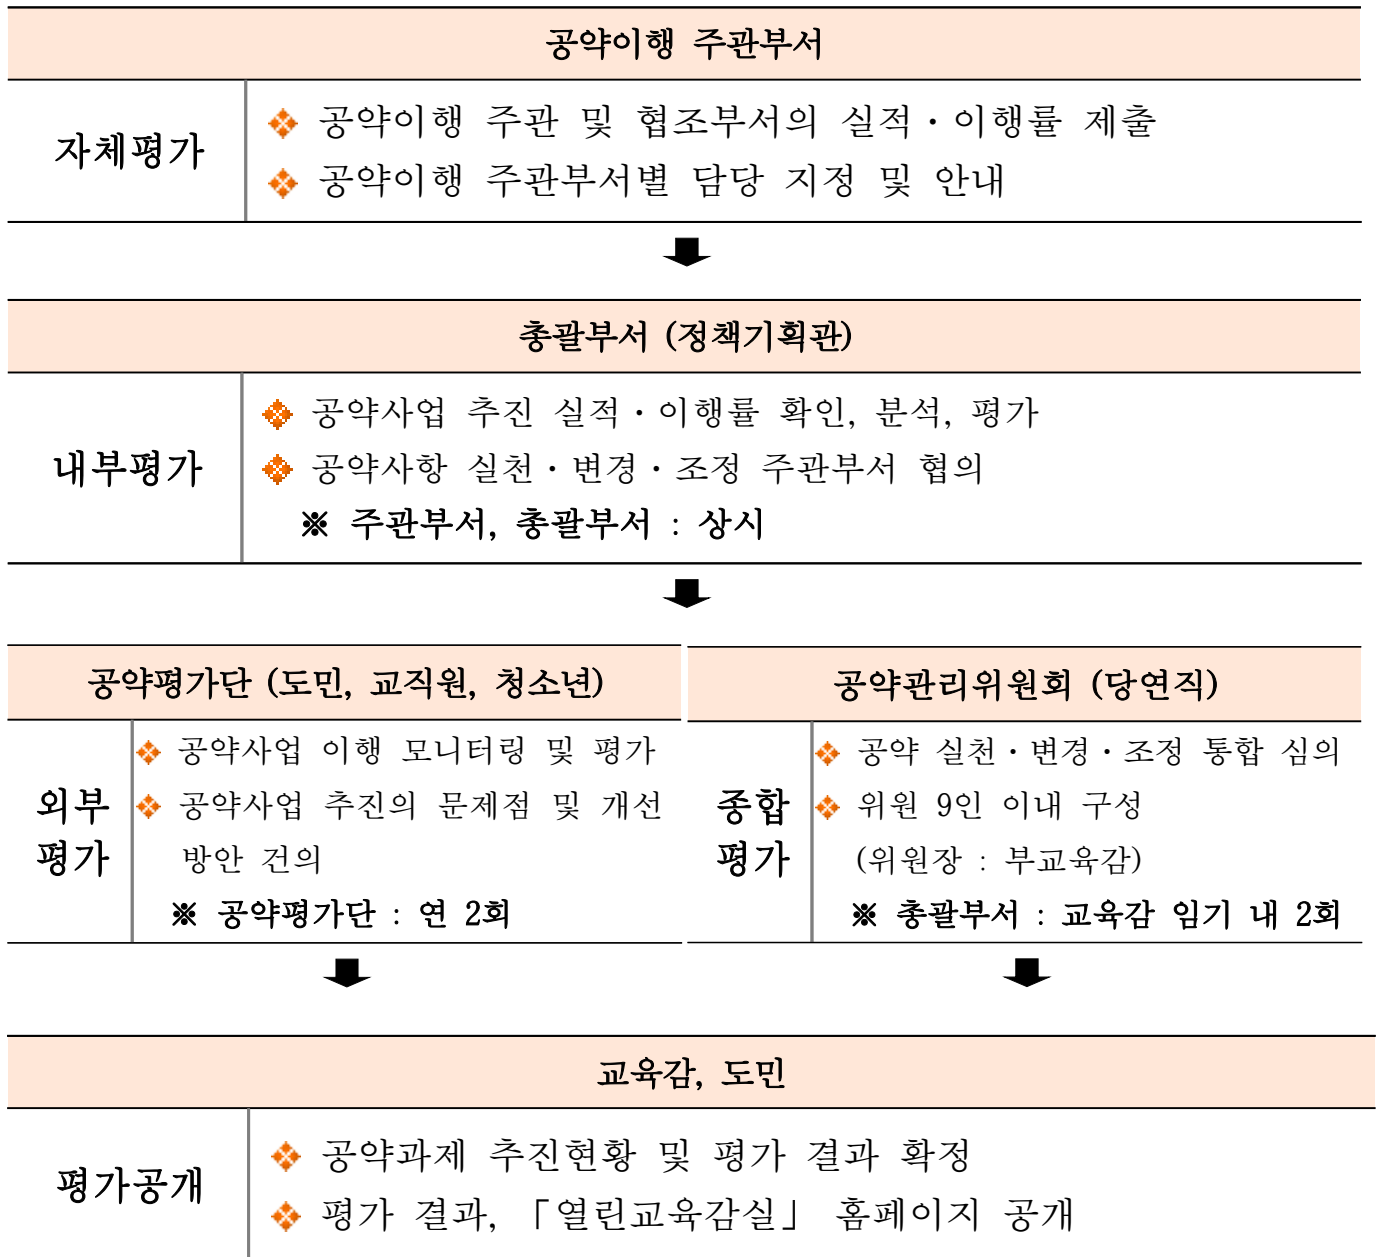 공약이행 주관부서
자체평가
❖ 공약이행 주관 및 협조부서의 실적・이행률 제출
❖ 공약이행 주관부서별 담당 지정 및 안내
총괄부서 (정책기획관)
내부평가
❖ 공약사업 추진 실적・이행률 확인, 분석, 평가
❖ 공약사항 실천・변경・조정 주관부서 협의
※ 주관부서, 총괄부서 : 상시
공약평가단 (도민, 교직원, 청소년)
외부
평가
❖ 공약사업 이행 모니터링 및 평가
❖ 공약사업 추진의 문제점 및 개선
방안 건의
※ 공약평가단 : 연 2회
공약관리위원회 (당연직)
종합
평가
❖ 공약 실천・변경・조정 통합 심의
❖ 위원 9인 이내 구성
(위원장 : 부교육감)
※ 총괄부서 : 교육감 임기 내 2회
교육감, 도민
평가공개
❖ 공약과제 추진현황 및 평가 결과 확정
❖ 평가 결과, 「열린교육감실」 홈페이지 공개